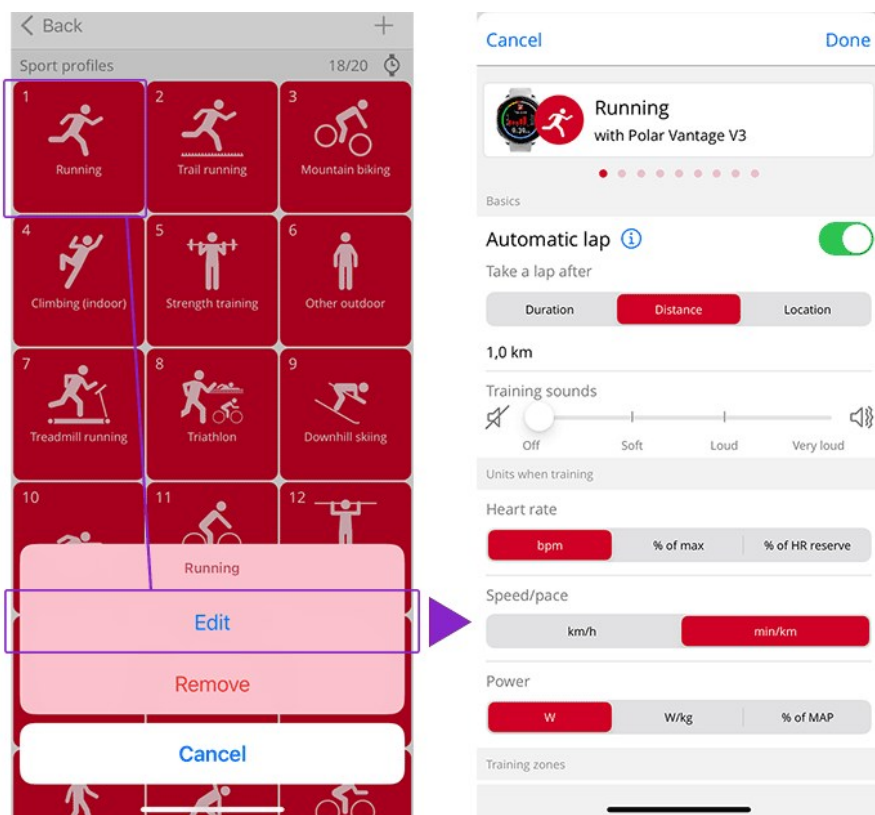 Back
+
Sport profiles 18/20
1 2 3
Running Trail running Mountain biking
4 5 6
Climbing (indoor) Strength training Other outdoor
7 8 9
Treadmill running Triathlon Downhill skiing
10 11 12
Running
Edit
Remove
Cancel
Cancel Done
Running
with Polar Vantage V3
Basics
Automatic lap i
Take a lap after
Duration Distance Location
1,0 km
Training sounds
Off Soft Loud Very loud
Units when training
Heart rate
bpm % of max % of HR reserve
Speed/pace
km/h min/km
Power
W W/kg % of MAP
Training zones